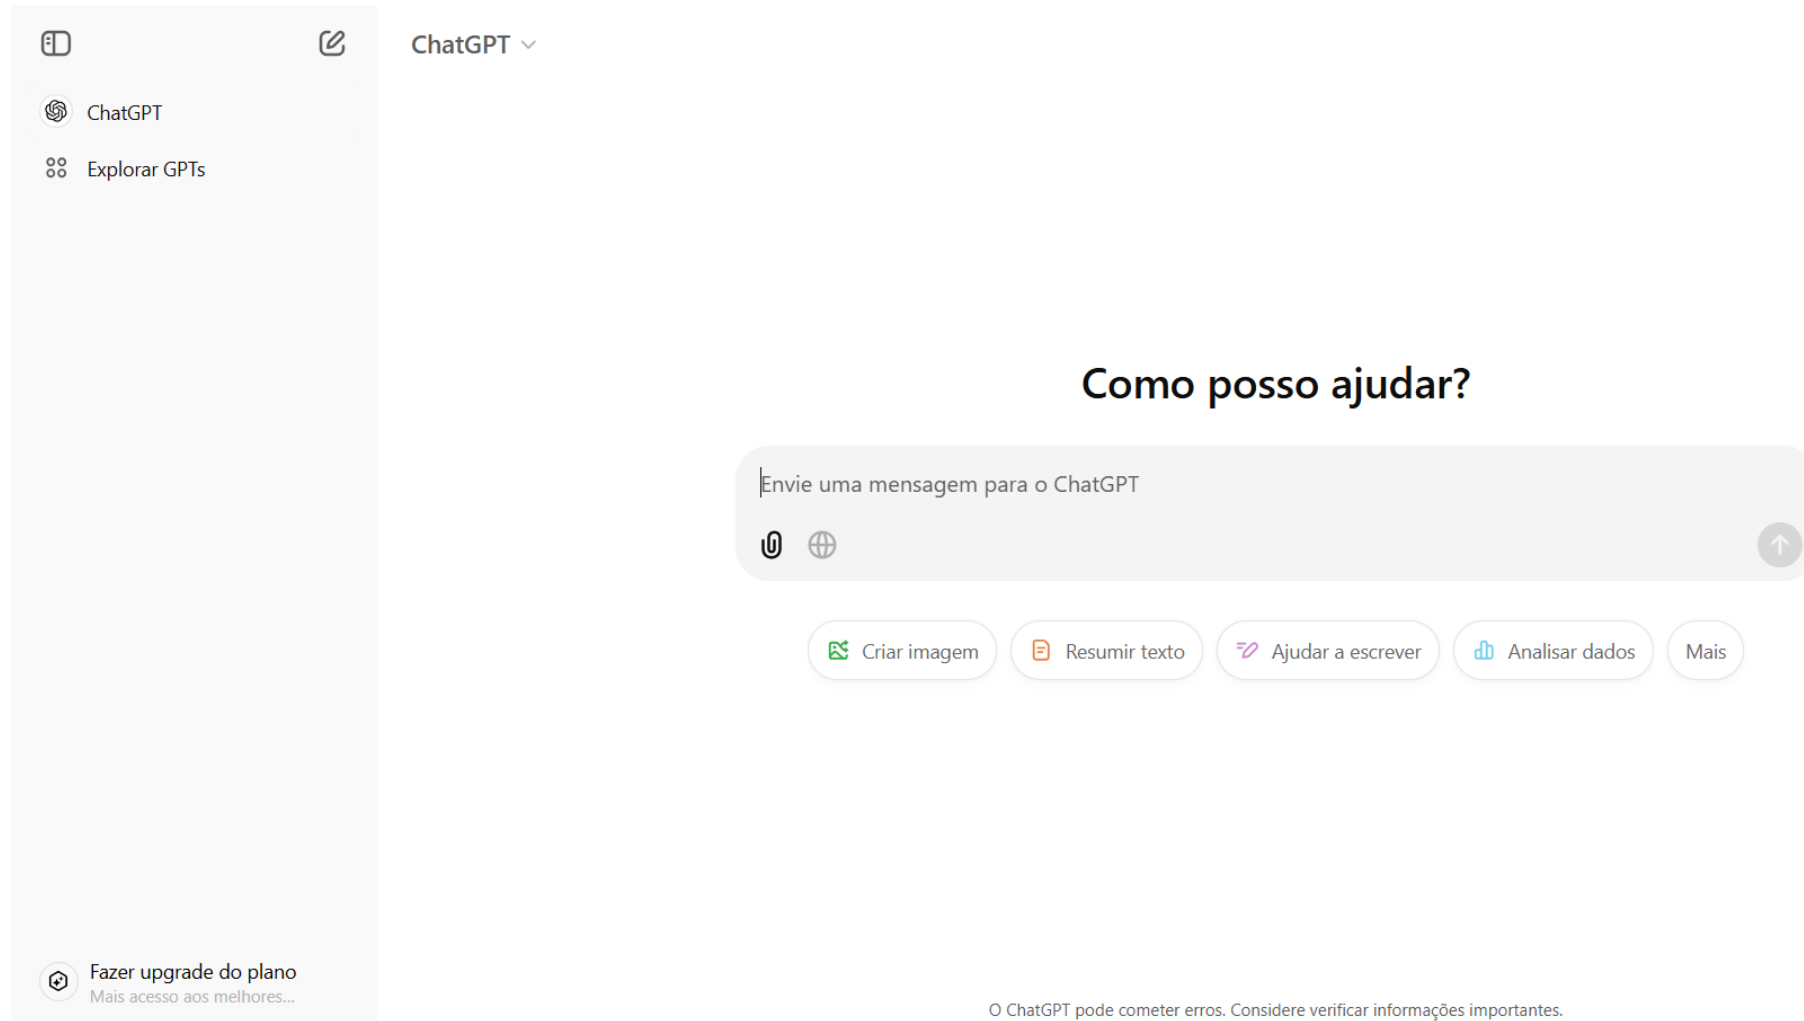 ChatGPT
ChatGPT
Explorar GPTs
Como posso ajudar?
Envie uma mensagem para o ChatGPT
Criar imagem
Resumir texto
Ajudar a escrever
Analisar dados
Mais
Fazer upgrade do plano
Mais acesso aos melhores...
O ChatGPT pode cometer erros. Considere verificar informações importantes.